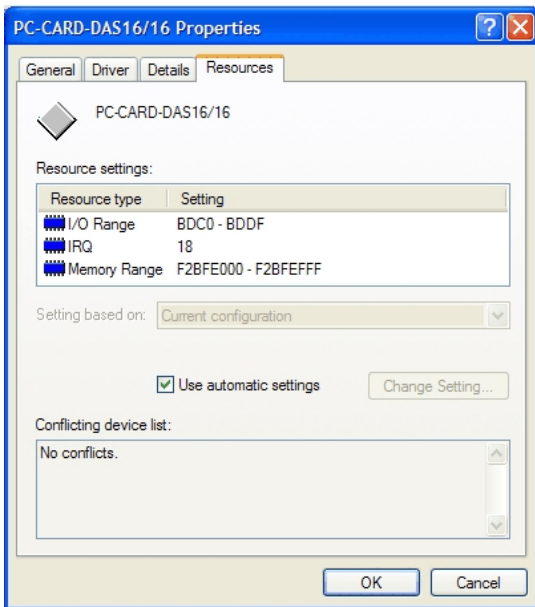 PC-CARD-DAS16/16 Properties
General Driver Details Resources
PC-CARD-DAS16/16
Resource settings:
Resource type Setting
I/O Range BDC0 - BDDF
IRQ 18
Memory Range F2BFE000 - F2BFEFFF
Setting based on: Current configuration
Use automatic settings Change Setting...
Conflicting device list:
No conflicts.
OK Cancel